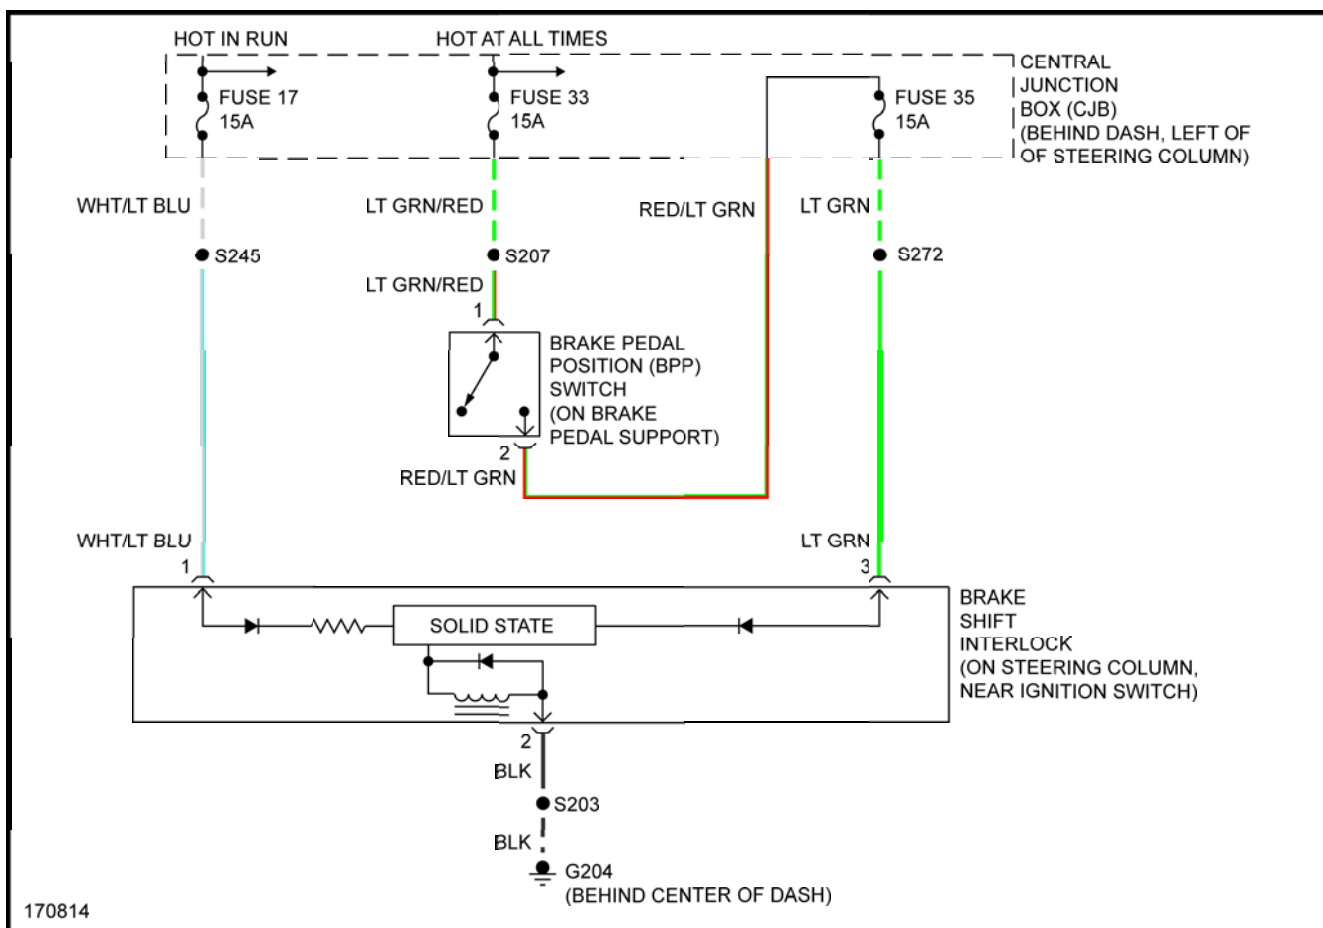 HOT IN RUN
HOT AT ALL TIMES
FUSE 17
15A
FUSE 33
15A
FUSE 35
15A
CENTRAL
JUNCTION
BOX (CJB)
(BEHIND DASH, LEFT OF
OF STEERING COLUMN)
WHT/LT BLU
LT GRN/RED
RED/LT GRN
LT GRN
S245
S207
S272
LT GRN/RED
1
BRAKE PEDAL
POSITION (BPP)
SWITCH
(ON BRAKE
PEDAL SUPPORT)
2
RED/LT GRN
WHT/LT BLU
1
LT GRN
3
SOLID STATE
BRAKE
SHIFT
INTERLOCK
(ON STEERING COLUMN,
NEAR IGNITION SWITCH)
2
BLK
S203
BLK
G204
(BEHIND CENTER OF DASH)
170814